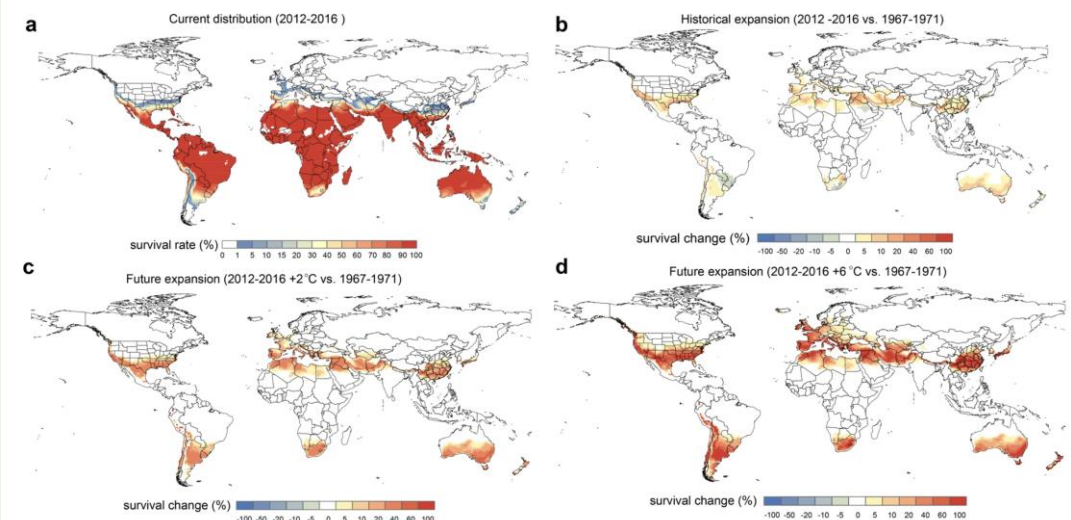 a
Current distribution (2012-2016 )
survival rate (%)
0 1 5 10 15 20 30 40 50 60 70 80 90 100
b
Historical expansion (2012 -2016 vs. 1967-1971)
survival change (%)
-100 -50 -20 -10 -5 0 5 10 20 40 60 100
c
Future expansion (2012-2016 +2°C vs. 1967-1971)
survival change (%)
-100 -50 -20 -10 -5 0 5 10 20 40 60 100
d
Future expansion (2012-2016 +6 °C vs. 1967-1971)
survival change (%)
-100 -50 -20 -10 -5 0 5 10 20 40 60 100